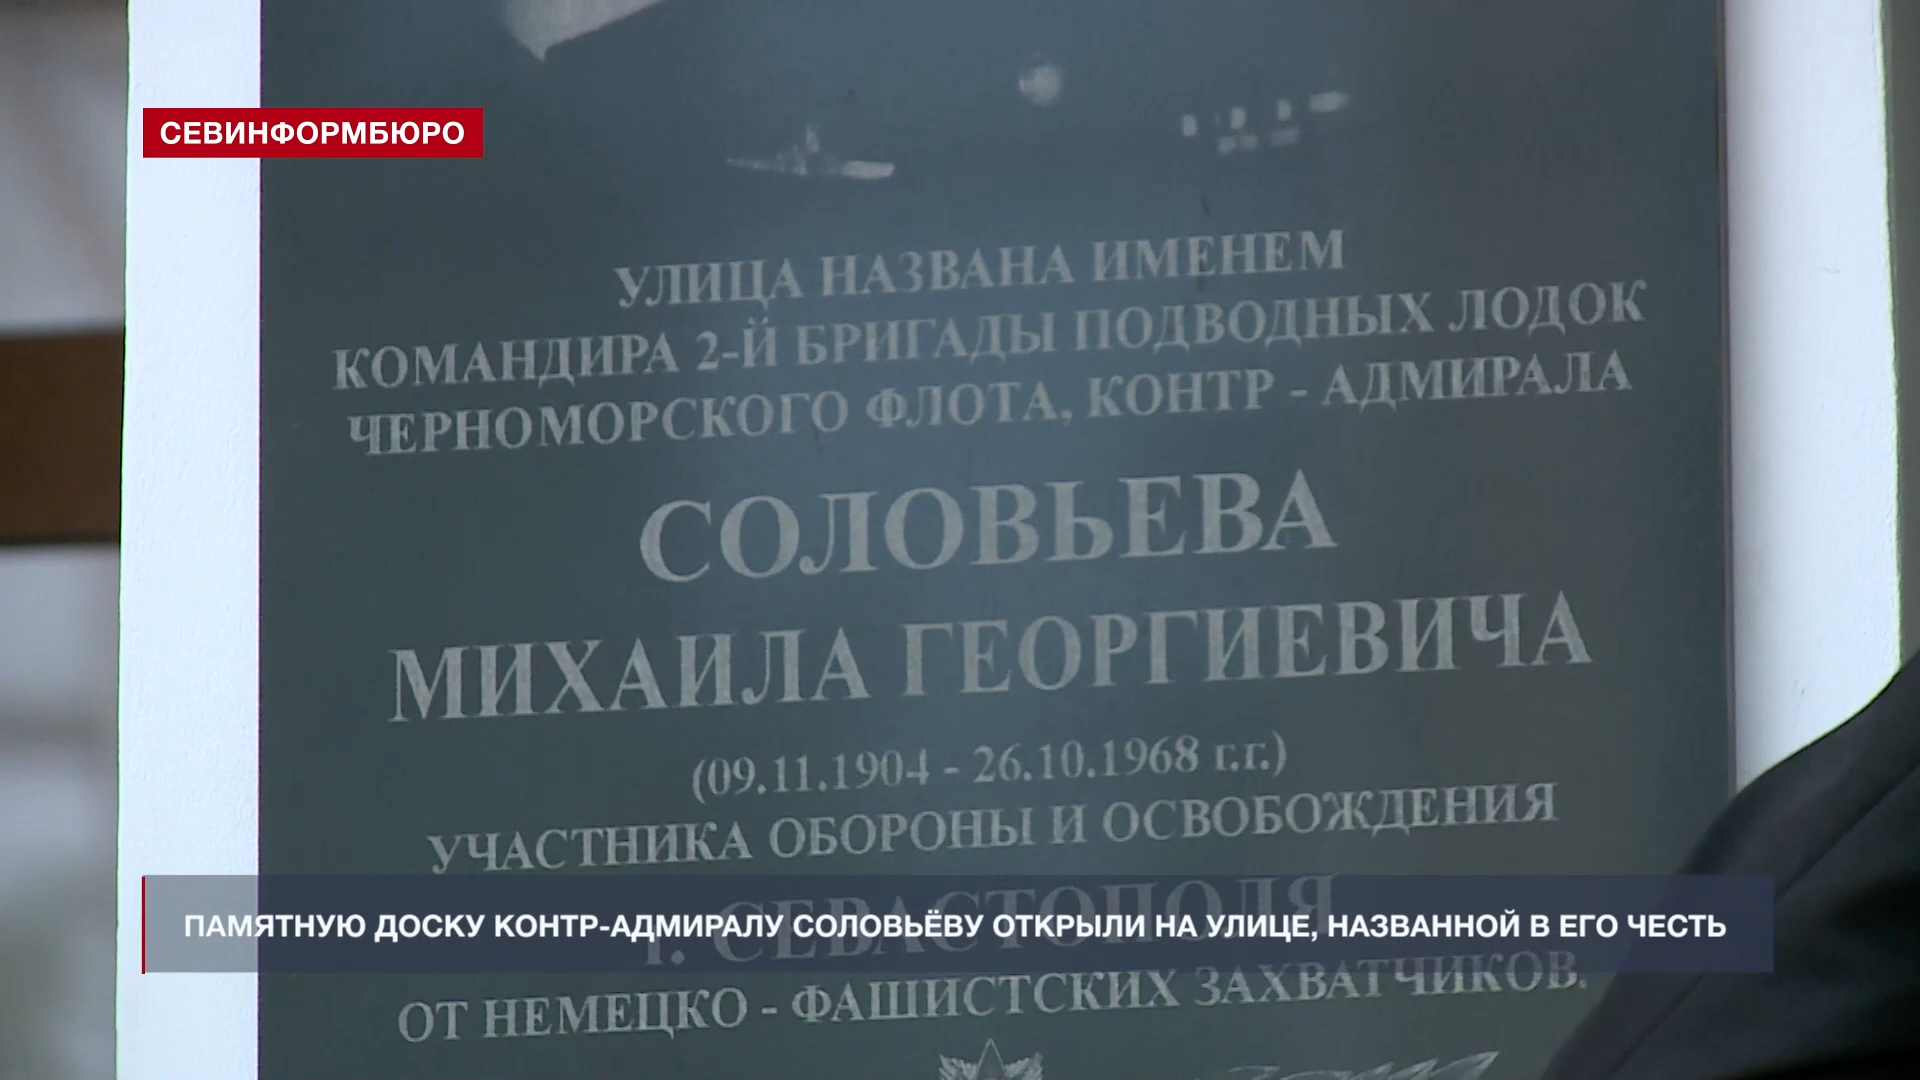 СЕВИНФОРМБЮРО
УЛИЦА НАЗВАНА ИМЕНЕМ
КОМАНДИРА 2-Й БРИГАДЫ ПОДВОДНЫХ ЛОДОК
ЧЕРНОМОРСКОГО ФЛОТА, КОНТР - АДМИРАЛА
СОЛОВЬЕВА
МИХАИЛА ГЕОРГИЕВИЧА
(09.11.1904 - 26.10.1968 г.г.)
УЧАСТНИКА ОБОРОНЫ И ОСВОБОЖДЕНИЯ
г. СЕВАСТОПОЛЯ
ПАМЯТНУЮ ДОСКУ КОНТР-АДМИРАЛУ СОЛОВЬЁВУ ОТКРЫЛИ НА УЛИЦЕ, НАЗВАННОЙ В ЕГО ЧЕСТЬ
ОТ НЕМЕЦКО - ФАШИСТСКИХ ЗАХВАТЧИКОВ.